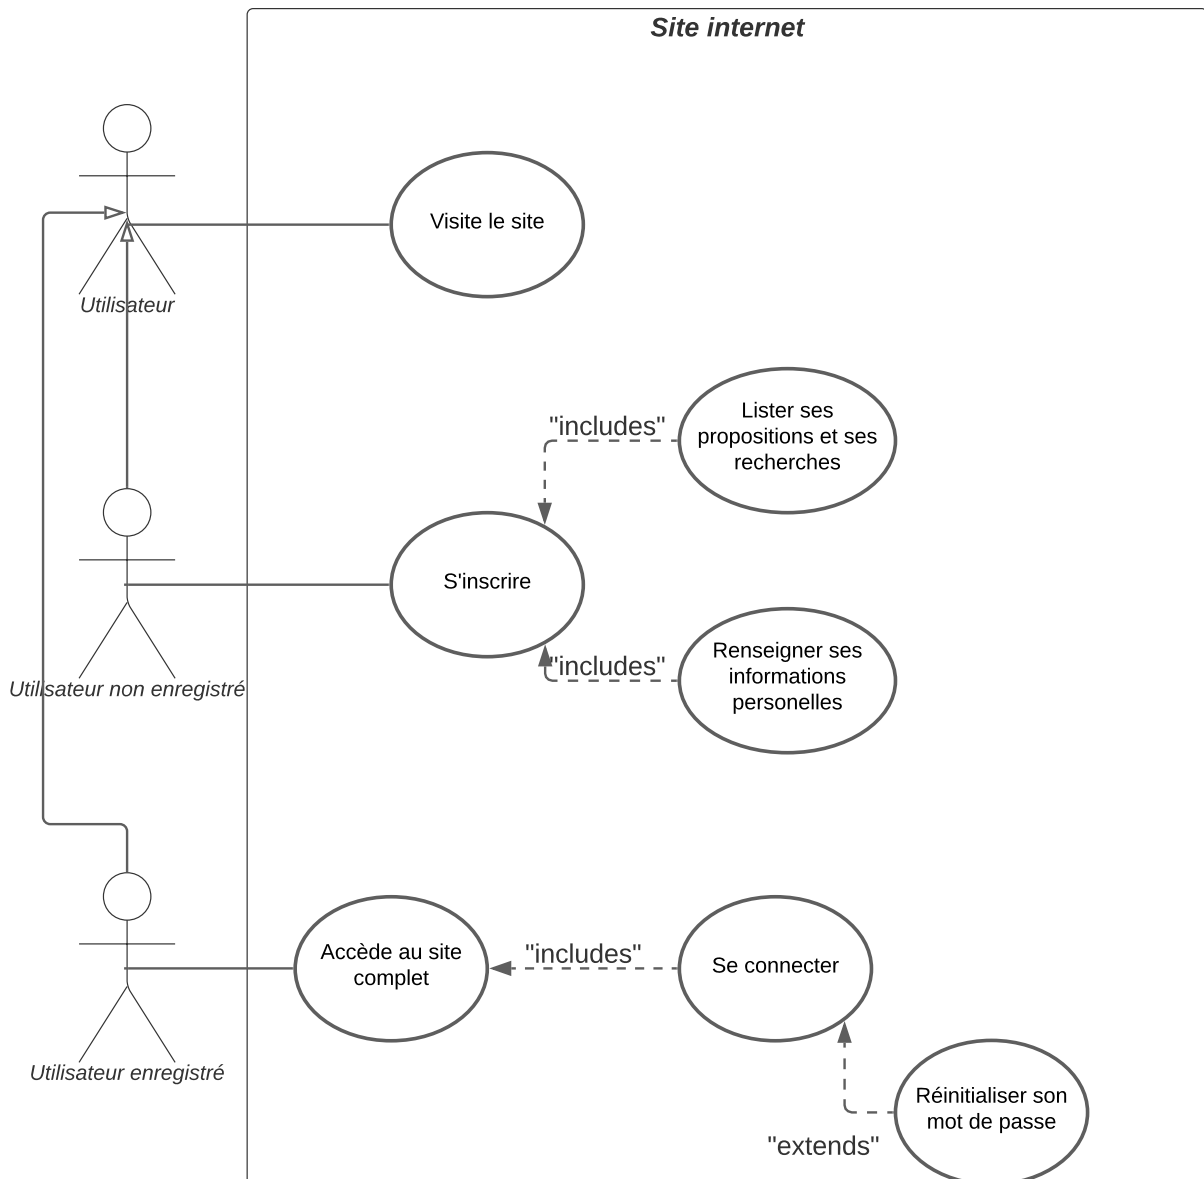 Site internet
Visite le site
Utilisateur
Lister ses
propositions et ses
recherches
"includes"
S'inscrire
"includes"
Renseigner ses
informations
personelles
Utilisateur non enregistré
Accède au site
complet
"includes"
Se connecter
Utilisateur enregistré
Réinitialiser son
mot de passe
"extends"